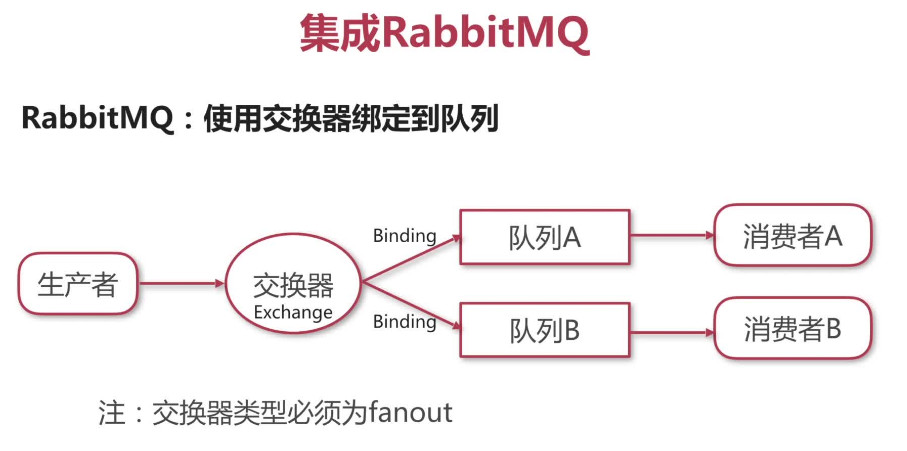 集成RabbitMQ
RabbitMQ：使用交换器绑定到队列
生产者
交换器
Exchange
Binding
Binding
队列A
队列B
消费者A
消费者B
注：交换器类型必须为fanout